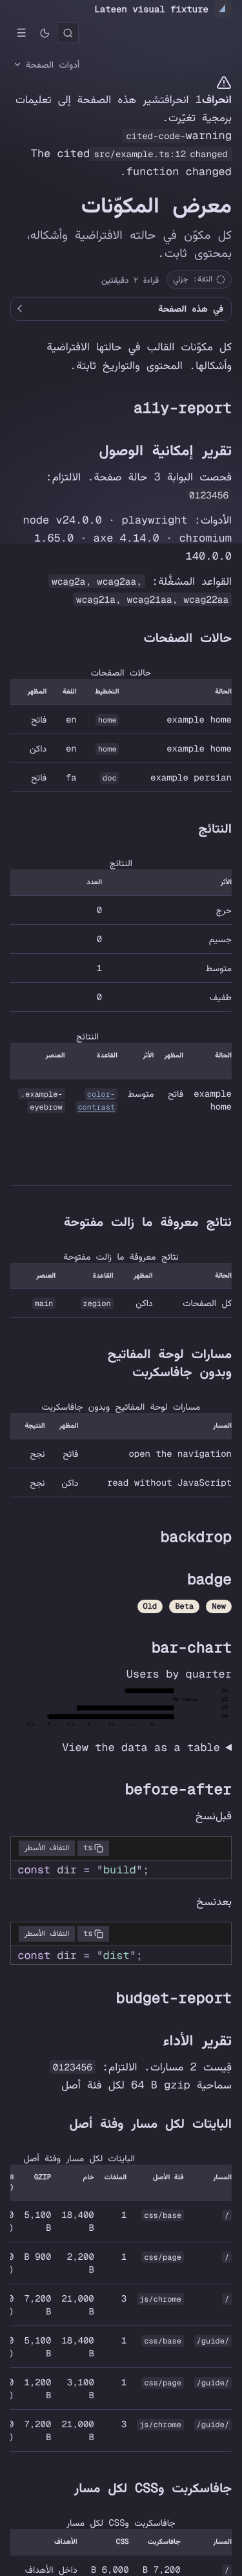 Lateen visual fixture
أدوات الصفحة
انحراف1 انحرافتشير هذه الصفحة إلى تعليمات
برمجية تغيّرت.
cited-code-warning
The cited src/example.ts:12 changed
function changed.
معرض المكوّنات
كل مكوّن في حالته الافتراضية وأشكاله،
بمحتوى ثابت.
الثقة: جزئي
قراءة ٢ دقيقتين
في هذه الصفحة
كل مكوّنات القالب في حالتها الافتراضية
وأشكالها. المحتوى والتواريخ ثابتة.
a11y-report
تقرير إمكانية الوصول
فحصت البوابة 3 حالة صفحة. الالتزام:
0123456
الأدوات: node v24.0.0 · playwright
1.65.0 · axe 4.14.0 · chromium
140.0.0
القواعد المشغَّلة: wcag2a, wcag2aa,
wcag21a, wcag21aa, wcag22aa
حالات الصفحات
حالات الصفحات
الحالة التخطيط اللغة المظهر
example home home en فاتح
example home home en داكن
example persian doc fa فاتح
النتائج
النتائج
الأثر العدد
حرج 0
جسيم 0
متوسط 1
طفيف 0
النتائج
الحالة المظهر الأثر القاعدة العنصر
example home فاتح متوسط color-contrast .example-eyebrow
نتائج معروفة ما زالت مفتوحة
نتائج معروفة ما زالت مفتوحة
الحالة المظهر القاعدة العنصر
كل الصفحات داكن region main
مسارات لوحة المفاتيح
وبدون جافاسكربت
مسارات لوحة المفاتيح وبدون جافاسكربت
المسار المظهر النتيجة
open the navigation فاتح نجح
read without JavaScript داكن نجح
backdrop
badge
New Beta Old
bar-chart
Users by quarter
View the data as a table
before-after
قبل‌نسخ
ts التفاف الأسطر
const dir = "build";
بعدنسخ
ts التفاف الأسطر
const dir = "dist";
budget-report
تقرير الأداء
قيست 2 مسارات. الالتزام: 0123456
سماحية 64 B gzip لكل فئة أصل
البايتات لكل مسار وفئة أصل
البايتات لكل مسار وفئة أصل
المسار فئة الأصل الملفات خام GZIP
/ css/base 1 18,400 B 5,100 B
/ css/page 1 2,200 B 900 B
/ js/chrome 3 21,000 B 7,200 B
/guide/ css/base 1 18,400 B 5,100 B
/guide/ css/page 1 3,100 B 1,200 B
/guide/ js/chrome 3 21,000 B 7,200 B
جافاسكربت وCSS لكل مسار
جافاسكربت وCSS لكل مسار
المسار جافاسكربت CSS الأهداف
/ 7,200 B 6,000 B داخل الأهداف